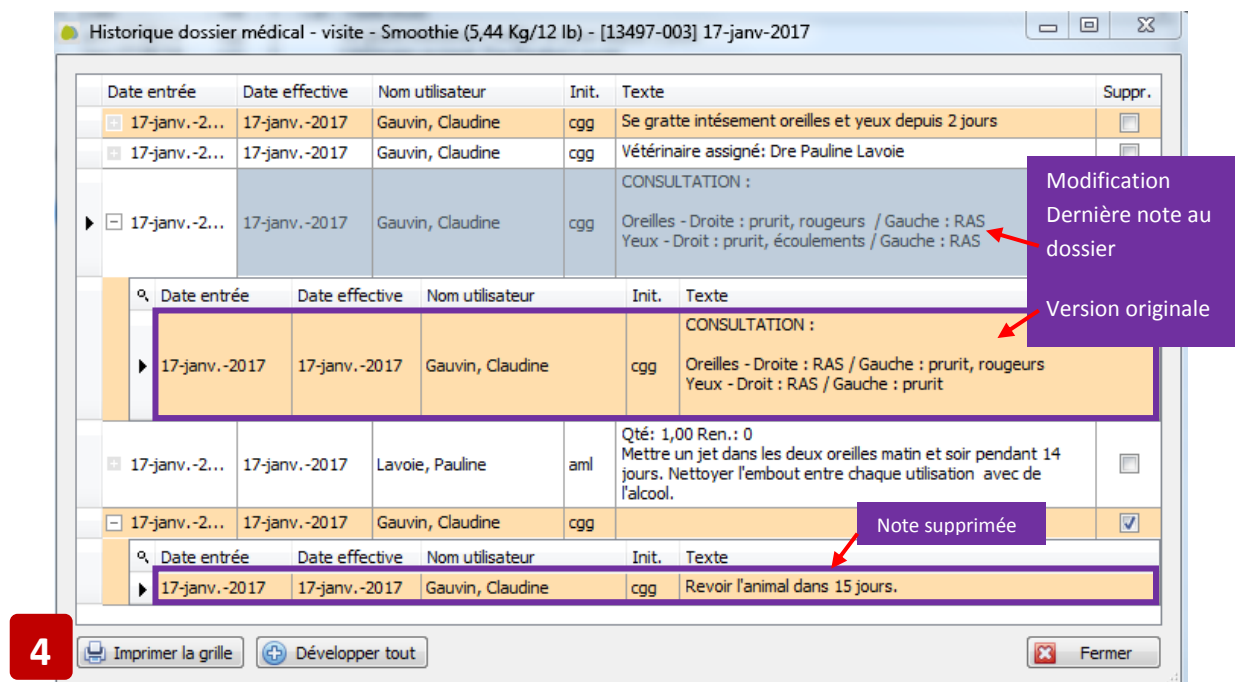 Historique dossier médical - visite - Smoothie (5,44 Kg/12 lb) - [13497-003] 17-janv-2017
Date entrée Date effective Nom utilisateur Init. Texte Suppr.
17-janv.-2... 17-janv.-2017 Gauvin, Claudine cgg Se gratte intésement oreilles et yeux depuis 2 jours
17-janv.-2... 17-janv.-2017 Gauvin, Claudine cgg Vétérinaire assigné: Dre Pauline Lavoie
CONSULTATION :
17-janv.-2... 17-janv.-2017 Gauvin, Claudine cgg Oreilles - Droite : prurit, rougeurs / Gauche : RAS
Yeux - Droit : prurit, écoulements / Gauche : RAS
Modification
Dernière note au
dossier
Version originale
Date entrée Date effective Nom utilisateur Init. Texte
CONSULTATION :
17-janv.-2017 17-janv.-2017 Gauvin, Claudine cgg Oreilles - Droite : RAS / Gauche : prurit, rougeurs
Yeux - Droit : RAS / Gauche : prurit
Qté: 1,00 Ren.: 0
17-janv.-2... 17-janv.-2017 Lavoie, Pauline aml Mettre un jet dans les deux oreilles matin et soir pendant 14
jours. Nettoyer l'embout entre chaque utilisation avec de
l'alcool.
17-janv.-2... 17-janv.-2017 Gauvin, Claudine cgg
Note supprimée
Date entrée Date effective Nom utilisateur Init. Texte
17-janv.-2017 17-janv.-2017 Gauvin, Claudine cgg Revoir l'animal dans 15 jours.
4 Imprimer la grille Développer tout Fermer